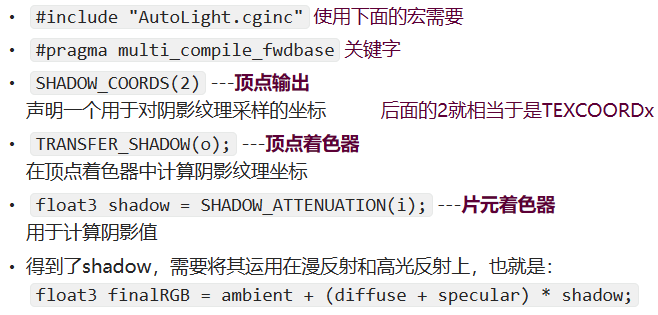 #include "AutoLight.cginc" 使用下面的宏需要
#pragma multi_compile_fwdbase 关键字
SHADOW_COORDS(2) ---顶点输出
声明一个用于对阴影纹理采样的坐标 后面的2就相当于是TEXCOORDx
TRANSFER_SHADOW(o); ---顶点着色器
在顶点着色器中计算阴影纹理坐标
float3 shadow = SHADOW_ATTENUATION(i); ---片元着色器
用于计算阴影值
得到了shadow，需要将其运用在漫反射和高光反射上，也就是：
float3 finalRGB = ambient + (diffuse + specular) * shadow;